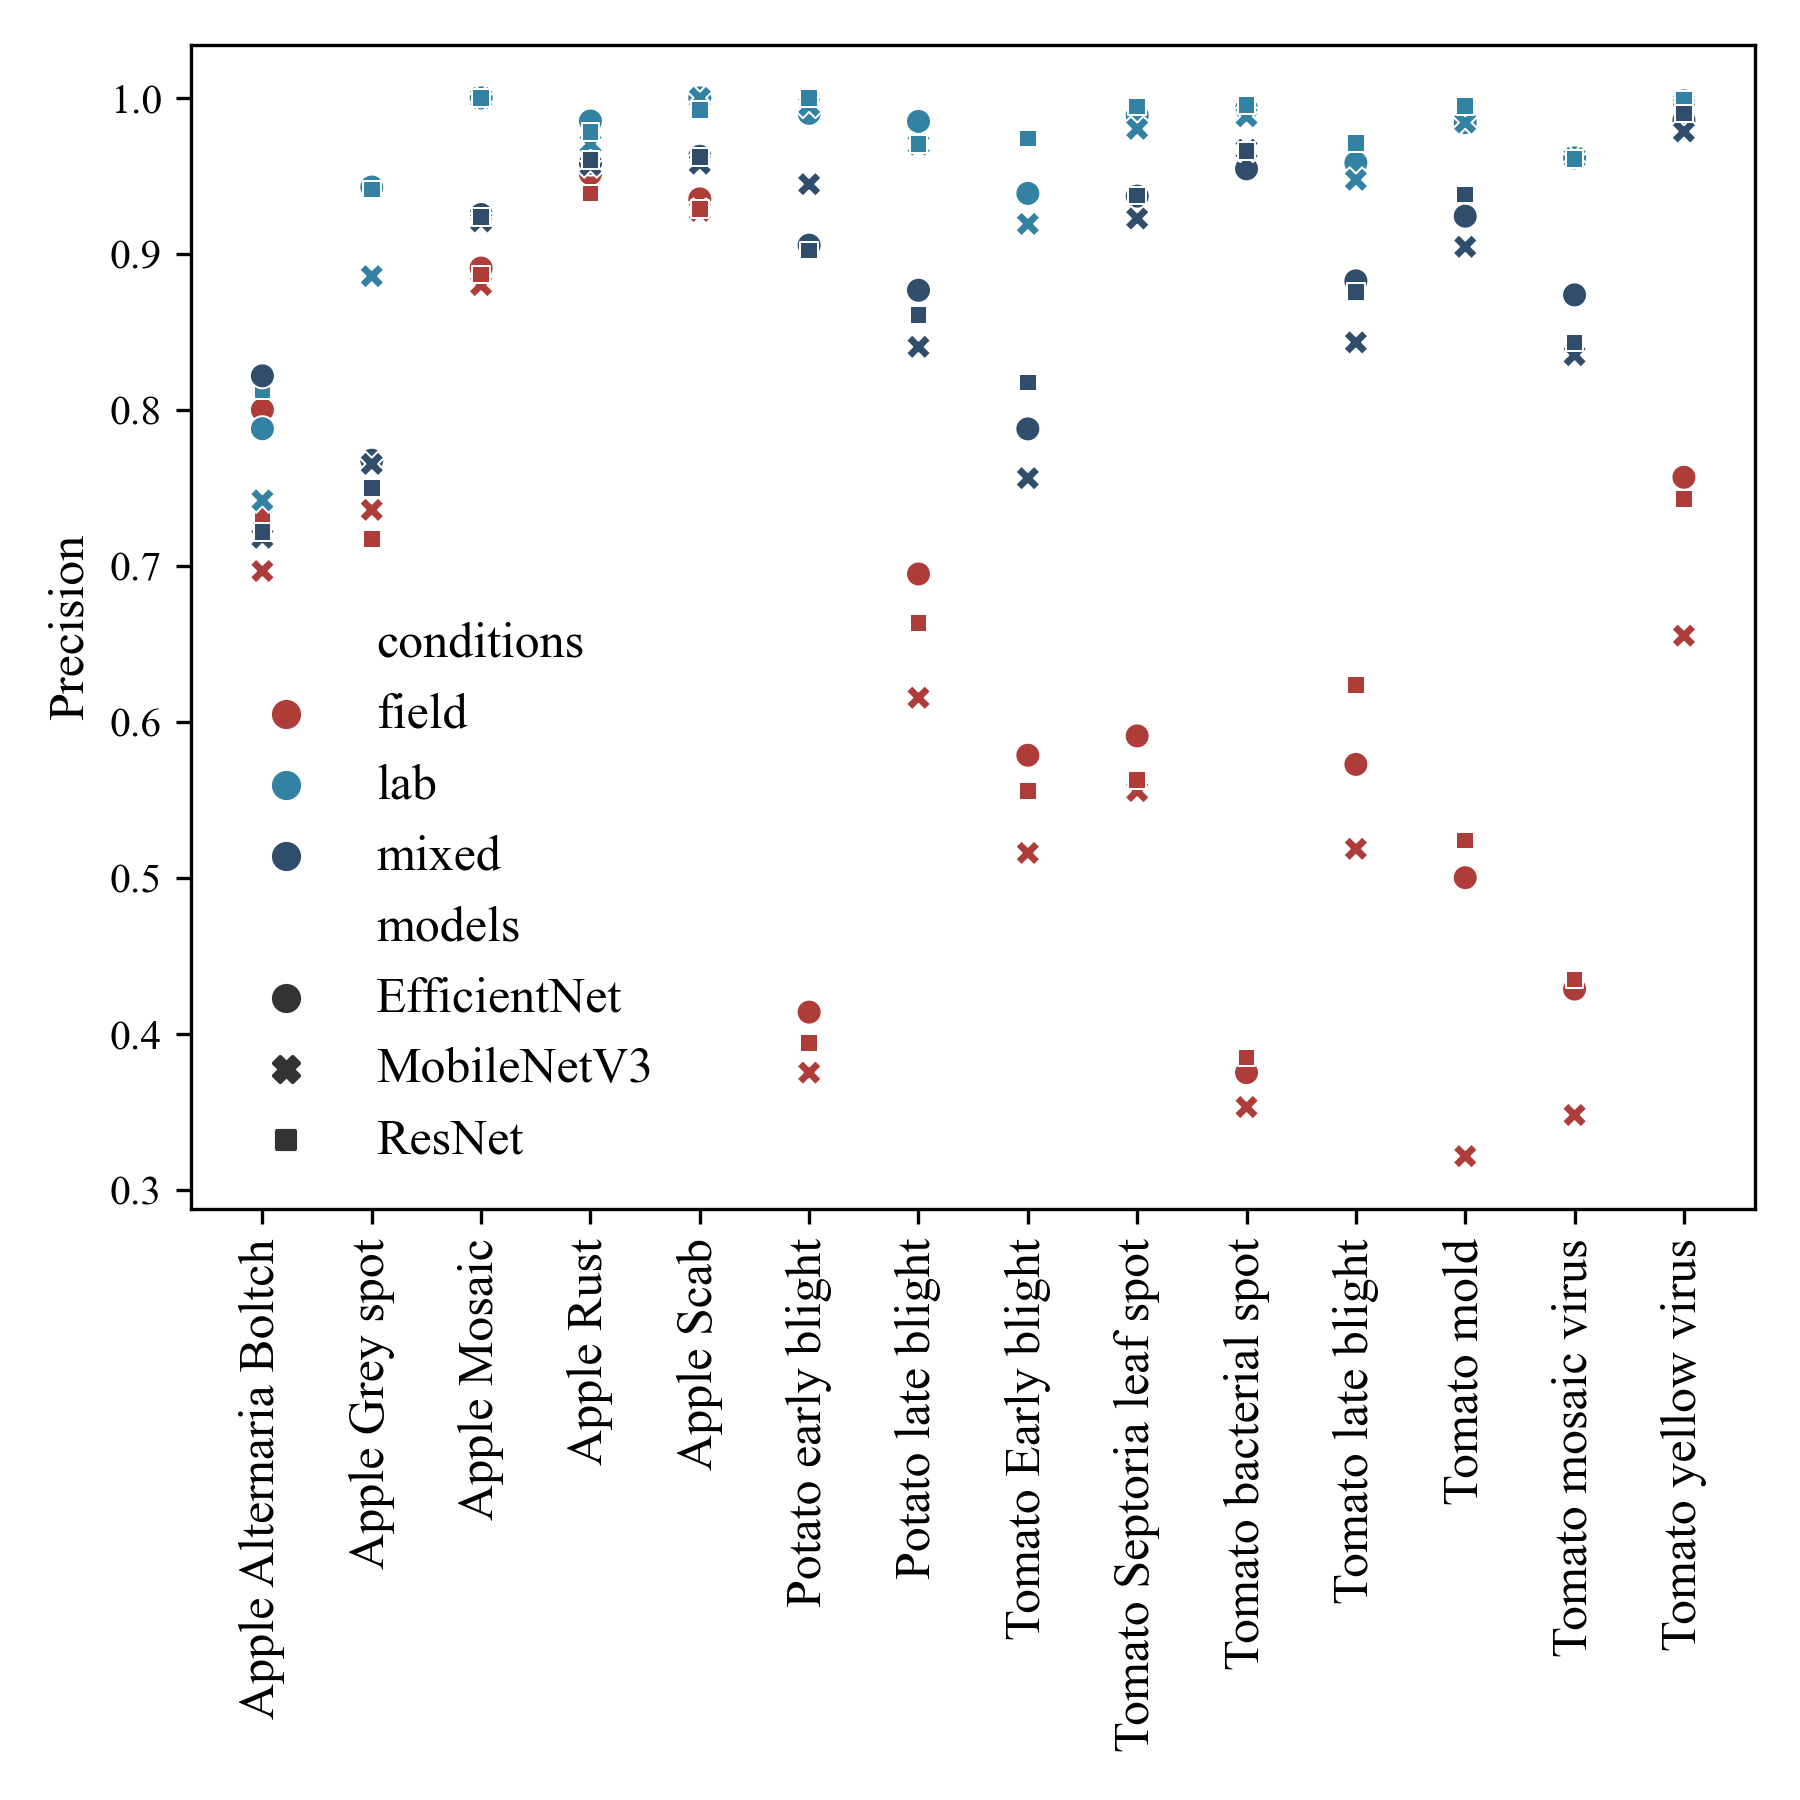 1.0
0.9
0.8
0.7
0.6
0.5
0.4
0.3
Precision
conditions
field
lab
mixed
models
EfficientNet
MobileNetV3
ResNet
Apple Alternaria Boltch
Apple Grey spot
Apple Mosaic
Apple Rust
Apple Scab
Potato early blight
Potato late blight
Tomato Early blight
Tomato Septoria leaf spot
Tomato bacterial spot
Tomato late blight
Tomato mold
Tomato mosaic virus
Tomato yellow virus